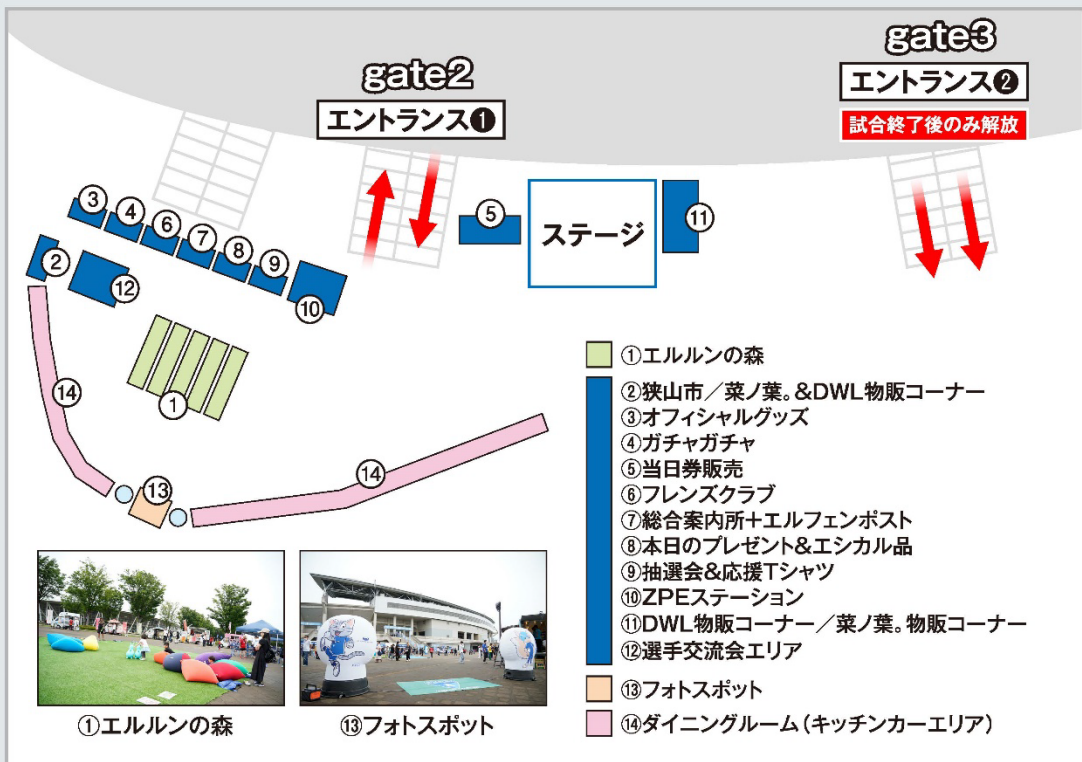 gate2
エントランス❶
gate3
エントランス❷
試合終了後のみ解放
③
④
⑥
⑦
⑧
⑨
⑩
②
⑫
⑤
ステージ
⑪
①
⑭
⑬
⑭
①エルルンの森
②狭山市/菜ノ葉。&DWL物販コーナー
③オフィシャルグッズ
④ガチャガチャ
⑤当日券販売
⑥フレンズクラブ
⑦総合案内所+エルフェンポスト
⑧本日のプレゼント&エシカル品
⑨抽選会&応援Tシャツ
⑩ZPEステーション
⑪DWL物販コーナー/菜ノ葉。物販コーナー
⑫選手交流会エリア
⑬フォトスポット
⑭ダイニングルーム(キッチンカーエリア)
①エルルンの森
⑬フォトスポット